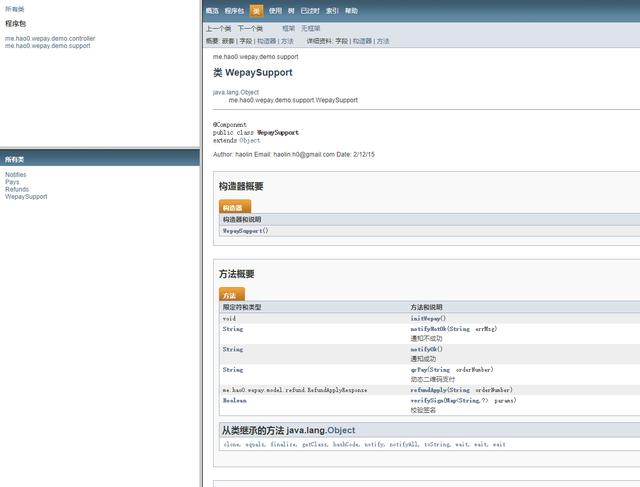 所有类
程序包
me.hao0.wepay.demo.controller
me.hao0.wepay.demo.support
所有类
Notifies
Pays
Refunds
WepaySupport
概览 程序包 类 使用 树 已过时 索引 帮助
上一个类 下一个类 框架 无框架
概要: 嵌套 | 字段 | 构造器 | 方法 详细资料: 字段 | 构造器 | 方法
me.hao0.wepay.demo.support
类 WepaySupport
java.lang.Object
me.hao0.wepay.demo.support.WepaySupport
@Component
public class WepaySupport
extends Object
Author: haolin Email: haolin.h0@gmail.com Date: 2/12/15
构造器概要
构造器
构造器和说明
WepaySupport()
方法概要
方法
限定符和类型 方法和说明
void initWepay()
String notifyNotOk(String errMsg)
通知不成功
String notifyOk()
通知成功
String qrPay(String orderNumber)
动态二维码支付
me.hao0.wepay.model.refund.RefundApplyResponse refundApply(String orderNumber)
Boolean verifySign(Map<String,?> params)
校验签名
从类继承的方法 java.lang.Object
clone, equals, finalize, getClass, hashCode, notify, notifyAll, toString, wait, wait, wait